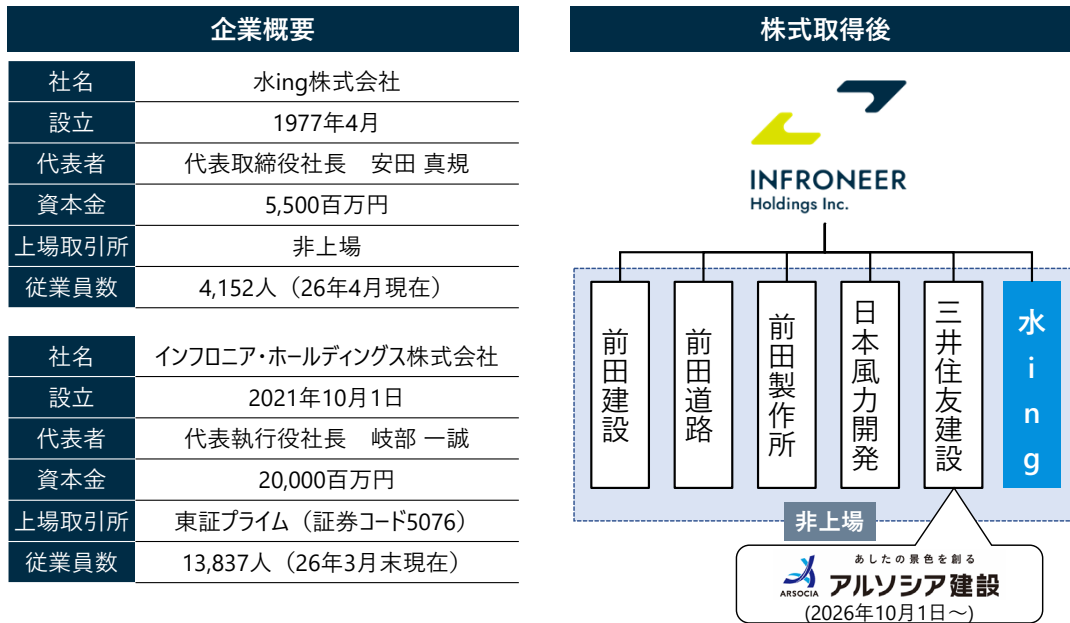 企業概要
社名 水ing株式会社
設立 1977年4月
代表者 代表取締役社長　安田 真規
資本金 5,500百万円
上場取引所 非上場
従業員数 4,152人（26年4月現在）
社名 インフロニア・ホールディングス株式会社
設立 2021年10月1日
代表者 代表執行役社長　岐部 一誠
資本金 20,000百万円
上場取引所 東証プライム（証券コード5076）
従業員数 13,837人（26年3月末現在）
株式取得後
INFRONEER
Holdings Inc.
前田建設
前田道路
前田製作所
日本風力開発
三井住友建設
水ing
非上場
あしたの景色を創る
ARSOCIA アルソシア建設
(2026年10月1日～)